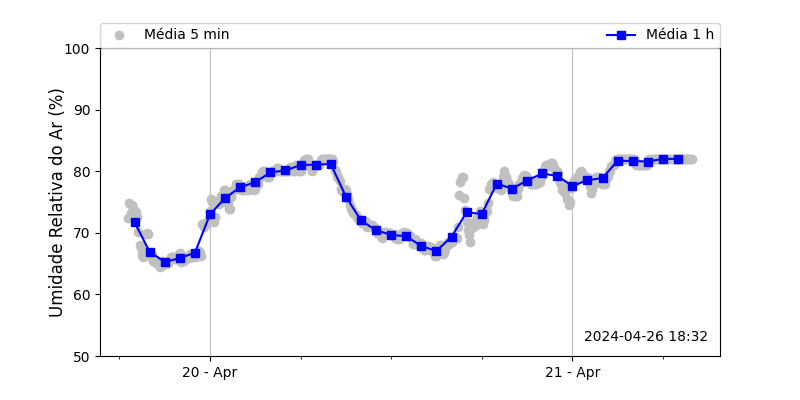 Média 5 min
Média 1 h
Umidade Relativa do Ar (%)
100
90
80
70
60
50
2024-04-26 18:32
20 - Apr
21 - Apr